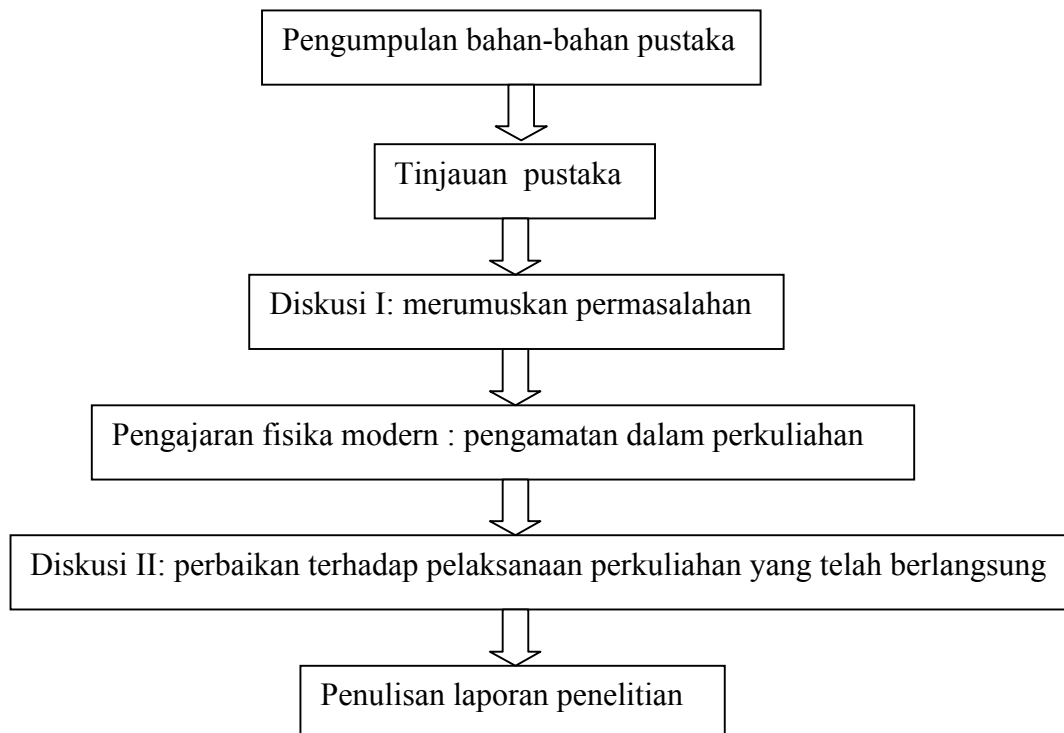 Pengumpulan bahan-bahan pustaka
Tinjauan pustaka
Diskusi I: merumuskan permasalahan
Pengajaran fisika modern : pengamatan dalam perkuliahan
Diskusi II: perbaikan terhadap pelaksanaan perkuliahan yang telah berlangsung
Penulisan laporan penelitian